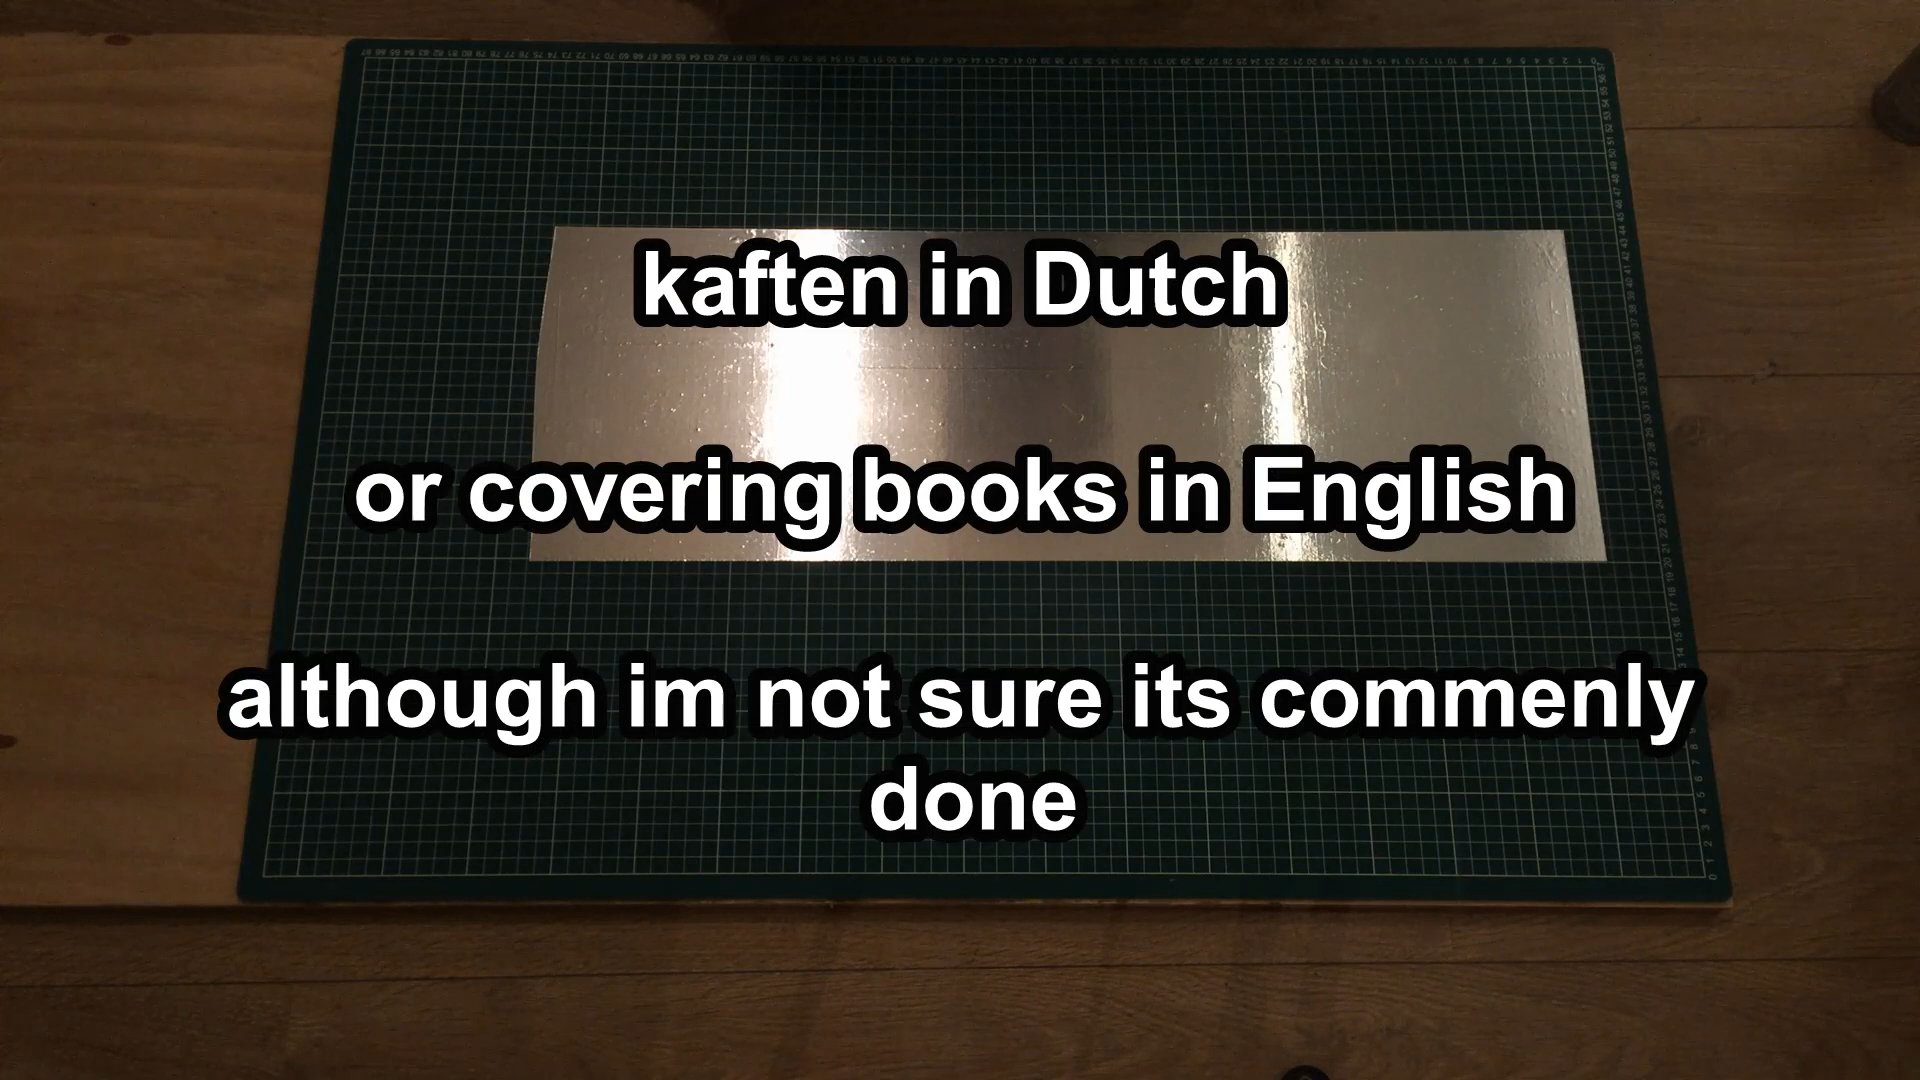 kaften in Dutch
or covering books in English
although im not sure its commenly
done